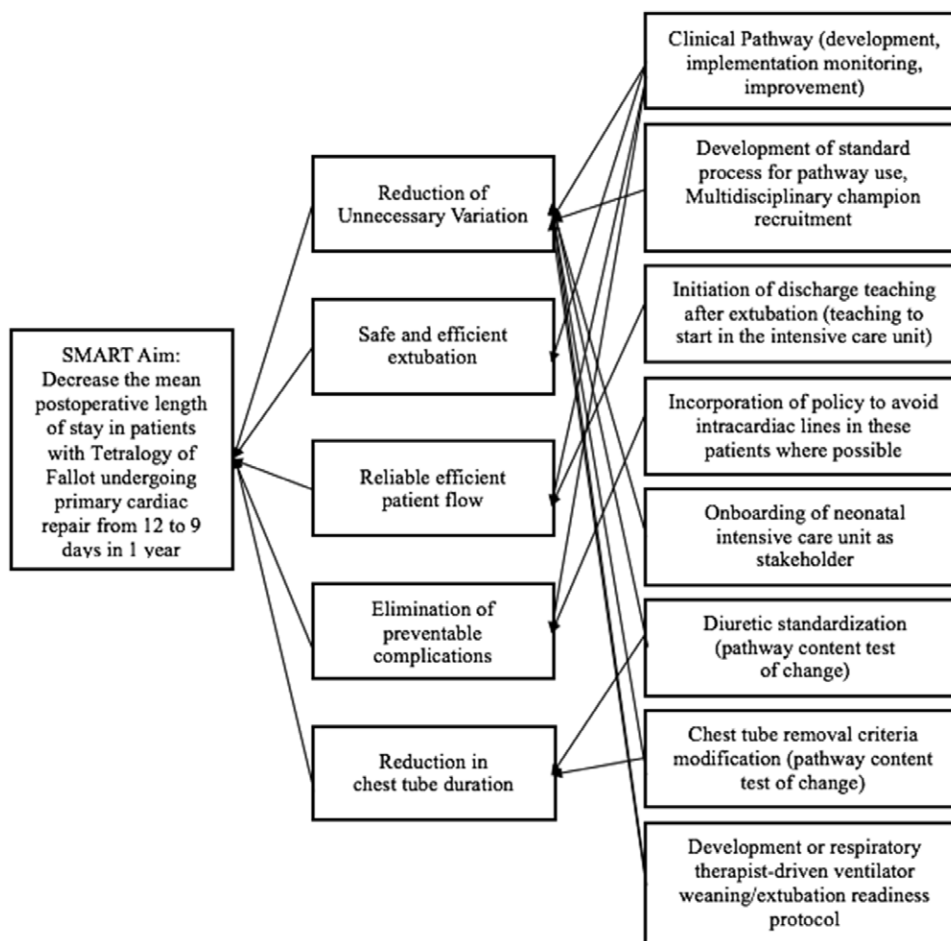 SMART Aim:
Decrease the mean
postoperative length
of stay in patients
with Tetralogy of
Fallot undergoing
primary cardiac
repair from 12 to 9
days in 1 year
Reduction of
Unnecessary Variation
Safe and efficient
extubation
Reliable efficient
patient flow
Elimination of
preventable
complications
Reduction in
chest tube duration
Clinical Pathway (development,
implementation monitoring,
improvement)
Development of standard
process for pathway use,
Multidisciplinary champion
recruitment
Initiation of discharge teaching
after extubation (teaching to
start in the intensive care unit)
Incorporation of policy to avoid
intracardiac lines in these
patients where possible
Onboarding of neonatal
intensive care unit as
stakeholder
Diuretic standardization
(pathway content test
of change)
Chest tube removal criteria
modification (pathway content
test of change)
Development or respiratory
therapist-driven ventilator
weaning/extubation readiness
protocol